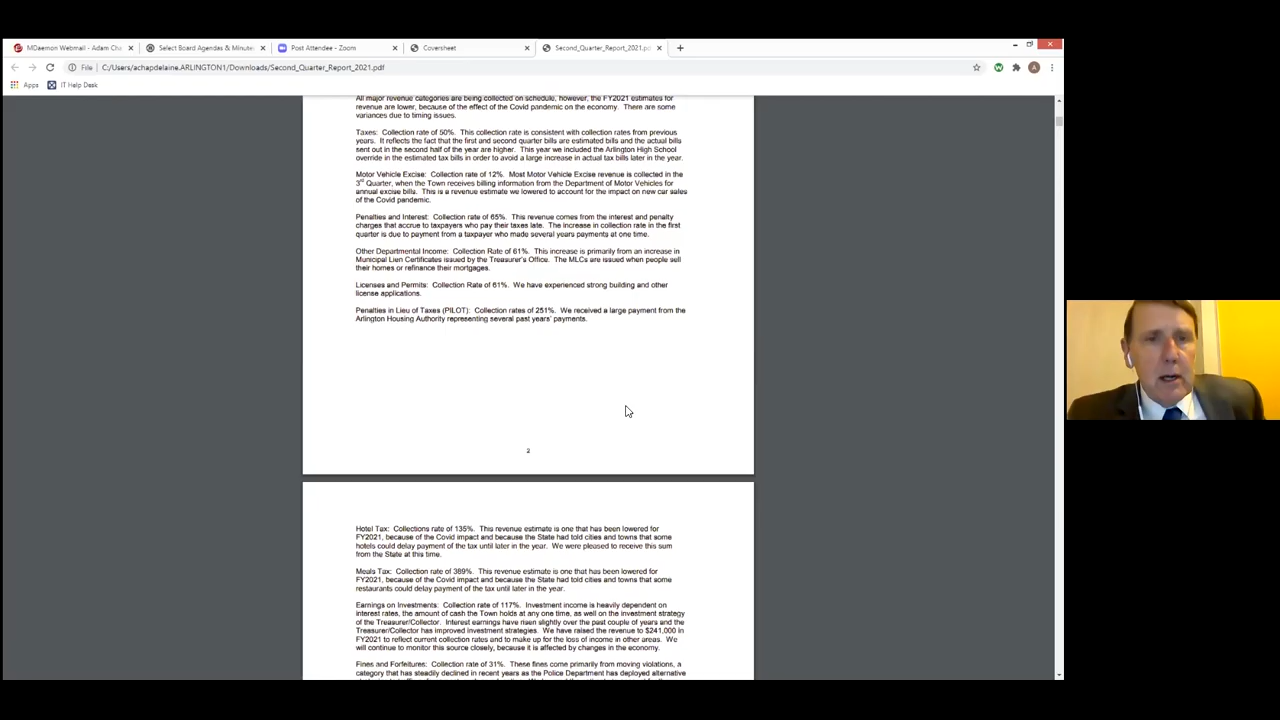 MDaemon Webmail - Adam Cha
Select Board Agendas & Minute
Post Attendee - Zoom
Coversheet
Second_Quarter_Report_2021.pd
File
C:/Users/achapdelaine.ARLINGTON1/Downloads/Second_Quarter_Report_2021.pdf
Apps
IT Help Desk
All major revenue categories are being collected on schedule, however, the FY2021 estimates for
revenue are lower, because of the effect of the Covid pandemic on the economy. There are some
variances due to timing issues.
Taxes: Collection rate of 50%. This collection rate is consistent with collection rates from previous
years. It reflects the fact that the first and second quarter bills are estimated bills and the actual bills
sent out in the second half of the year are higher. This year we included the Arlington High School
override in the estimated tax bills in order to avoid a large increase in actual tax bills later in the year.
Motor Vehicle Excise: Collection rate of 12%. Most Motor Vehicle Excise revenue is collected in the
3rd Quarter, when the Town receives billing information from the Department of Motor Vehicles for
annual excise bills. This is a revenue estimate we lowered to account for the impact on new car sales
of the Covid pandemic.
Penalties and Interest: Collection rate of 65%. This revenue comes from the interest and penalty
charges that accrue to taxpayers who pay their taxes late. The increase in collection rate in the first
quarter is due to payment from a taxpayer who made several years payments at one time.
Other Departmental Income: Collection Rate of 61%. This increase is primarily from an increase in
Municipal Lien Certificates issued by the Treasurer's Office. The MLCs are issued when people sell
their homes or refinance their mortgages.
Licenses and Permits: Collection Rate of 61%. We have experienced strong building and other
license applications.
Penalties in Lieu of Taxes (PILOT): Collection rates of 251%. We received a large payment from the
Arlington Housing Authority representing several past years' payments.
2
Hotel Tax: Collections rate of 135%. This revenue estimate is one that has been lowered for
FY2021, because of the Covid impact and because the State had told cities and towns that some
hotels could delay payment of the tax until later in the year. We were pleased to receive this sum
from the State at this time.
Meals Tax: Collection rate of 389%. This revenue estimate is one that has been lowered for
FY2021, because of the Covid impact and because the State had told cities and towns that some
restaurants could delay payment of the tax until later in the year.
Earnings on Investments: Collection rate of 117%. Investment income is heavily dependent on
interest rates, the amount of cash the Town holds at any one time, as well on the investment strategy
of the Treasurer/Collector. Interest earnings have risen slightly over the past couple of years and the
Treasurer/Collector has improved investment strategies. We have raised the revenue to $241,000 in
FY2021 to reflect current collection rates and to make up for the loss of income in other areas. We
will continue to monitor this source closely, because it is affected by changes in the economy.
Fines and Forfeitures: Collection rate of 31%. These fines come primarily from moving violations, a
category that has steadily declined in recent years as the Police Department has deployed alternative